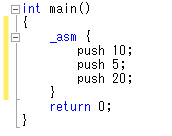 int main()
{
    _asm {
        push 10;
        push 5;
        push 20;
    }
    return 0;
}